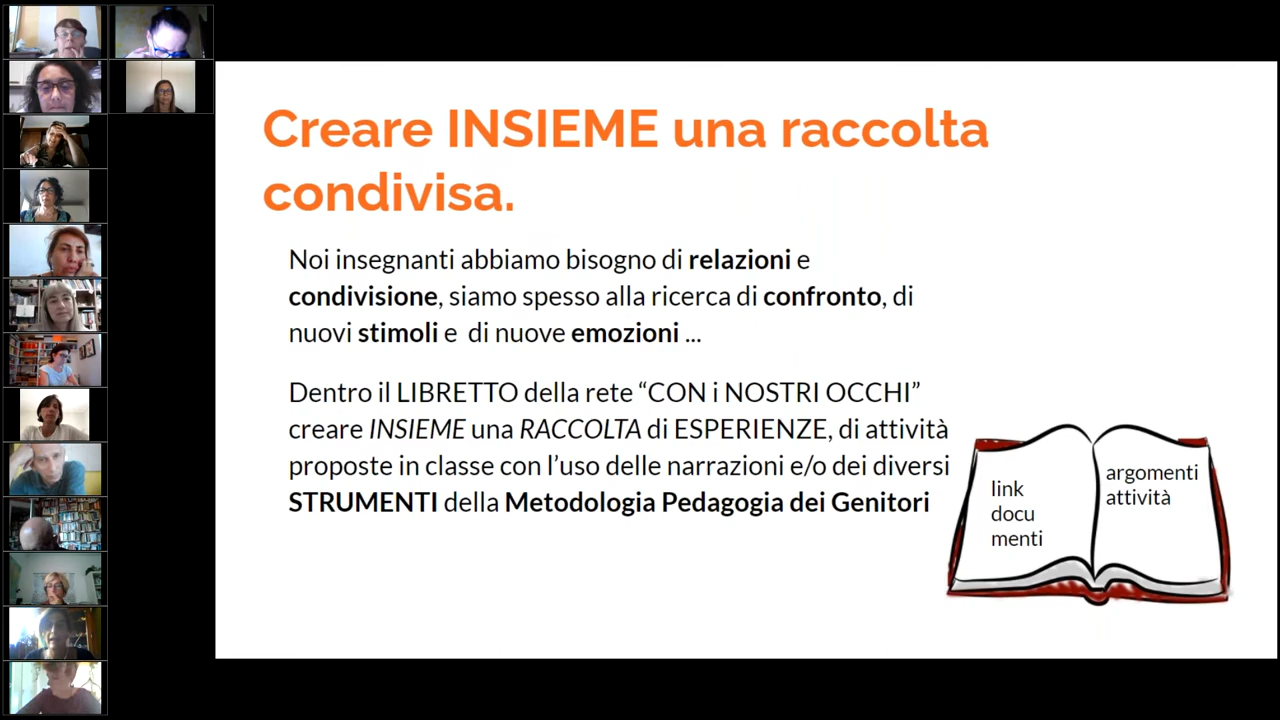 Creare INSIEME una raccolta
condivisa.
Noi insegnanti abbiamo bisogno di relazioni e
condivisione, siamo spesso alla ricerca di confronto, di
nuovi stimoli e di nuove emozioni ...
Dentro il LIBRETTO della rete “CON i NOSTRI OCCHI”
creare INSIEME una RACCOLTA di ESPERIENZE, di attività
proposte in classe con l’uso delle narrazioni e/o dei diversi
STRUMENTI della Metodologia Pedagogia dei Genitori
link
docu
menti
argomenti
attività